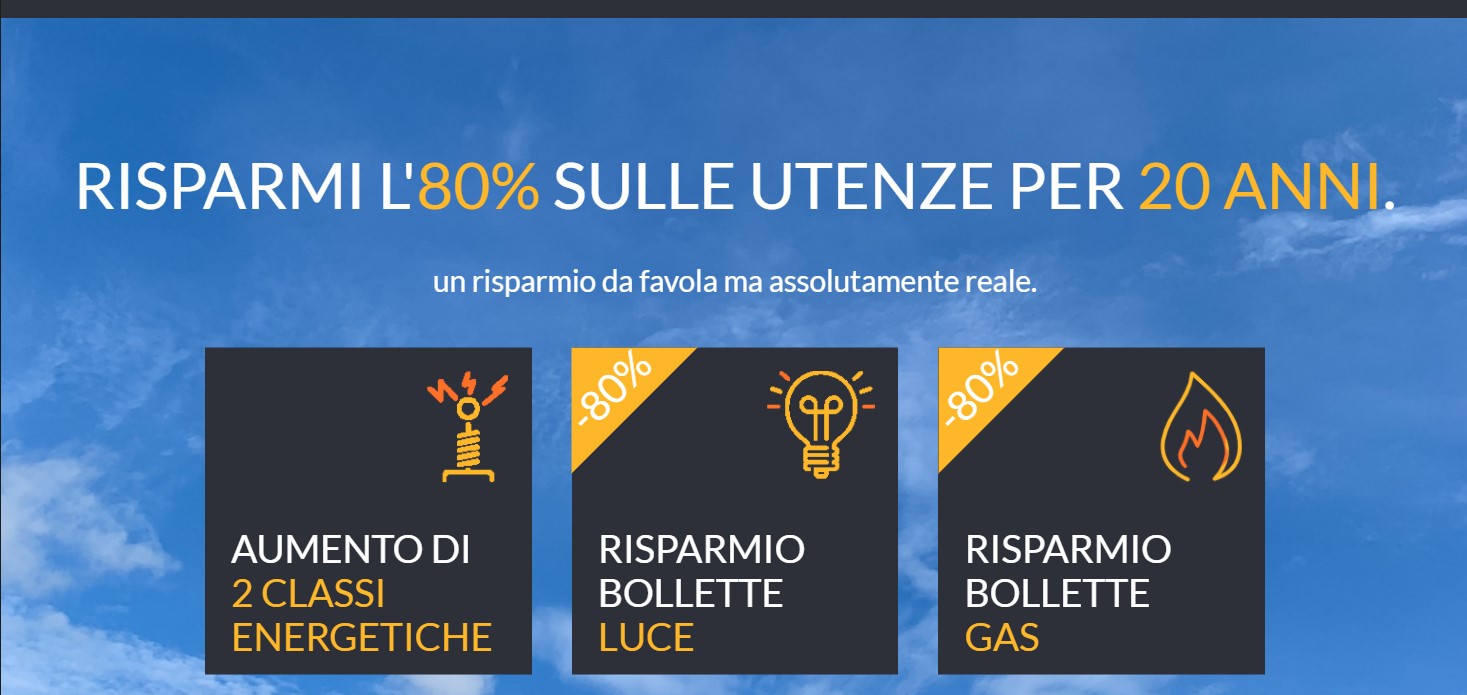 RISPARMI L'80% SULLE UTENZE PER 20 ANNI.
un risparmio da favola ma assolutamente reale.
AUMENTO DI
2 CLASSI
ENERGETICHE
-80%
RISPARMIO
BOLLETTE
LUCE
-80%
RISPARMIO
BOLLETTE
GAS